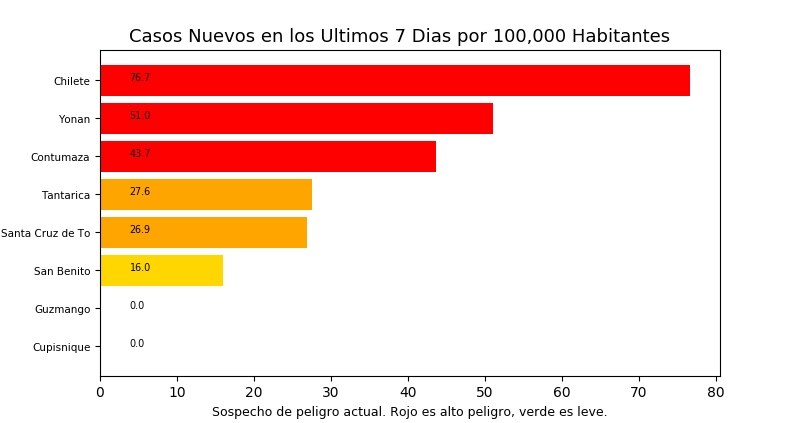 Casos Nuevos en los Ultimos 7 Dias por 100,000 Habitantes
Chilete 76.7
Yonan 51.0
Contumaza 43.7
Tantarica 27.6
Santa Cruz de To 26.9
San Benito 16.0
Guzmango 0.0
Cupisnique 0.0
0 10 20 30 40 50 60 70 80
Sospecho de peligro actual. Rojo es alto peligro, verde es leve.